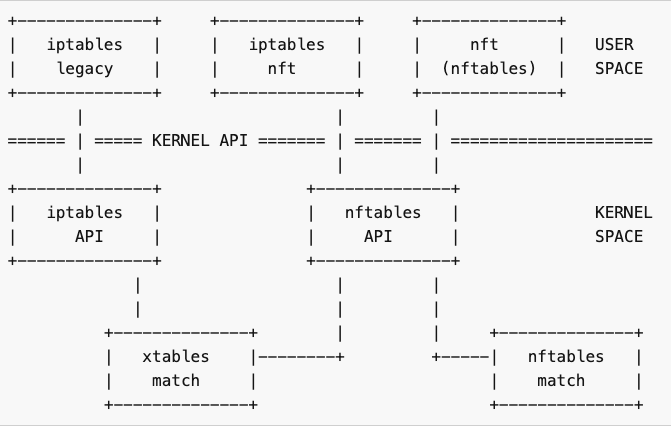 +--------------+     +--------------+     +--------------+
|   iptables   |     |   iptables   |     |     nft      |   USER
|    legacy    |     |     nft      |     |  (nftables)  |   SPACE
+--------------+     +--------------+     +--------------+
       |                          |         |
====== | ===== KERNEL API ======= | ======= | =====================
       |                          |         |
+--------------+               +--------------+
|   iptables   |               |   nftables   |              KERNEL
|      API     |               |     API      |              SPACE
+--------------+               +--------------+
             |                    |         |
             |                    |         |
          +--------------+        |         |     +--------------+
          |   xtables    |--------+         +-----|   nftables   |
          |    match     |                        |    match     |
          +--------------+                        +--------------+